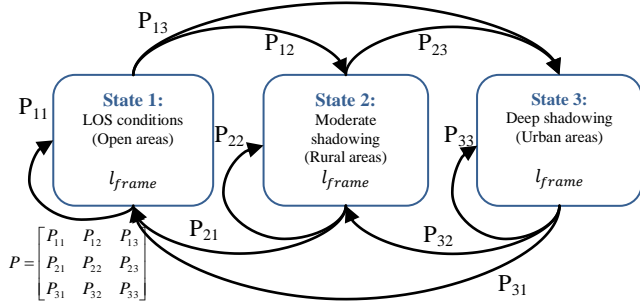 P₁₃
P₁₂
P₂₃
P₁₁
State 1:
LOS conditions
(Open areas)
l_frame
P₂₂
State 2:
Moderate
shadowing
(Rural areas)
l_frame
P₃₃
State 3:
Deep shadowing
(Urban areas)
l_frame
P₂₁
P₃₂
P₃₁
P = [P₁₁ P₁₂ P₁₃
P₂₁ P₂₂ P₂₃
P₃₁ P₃₂ P₃₃]